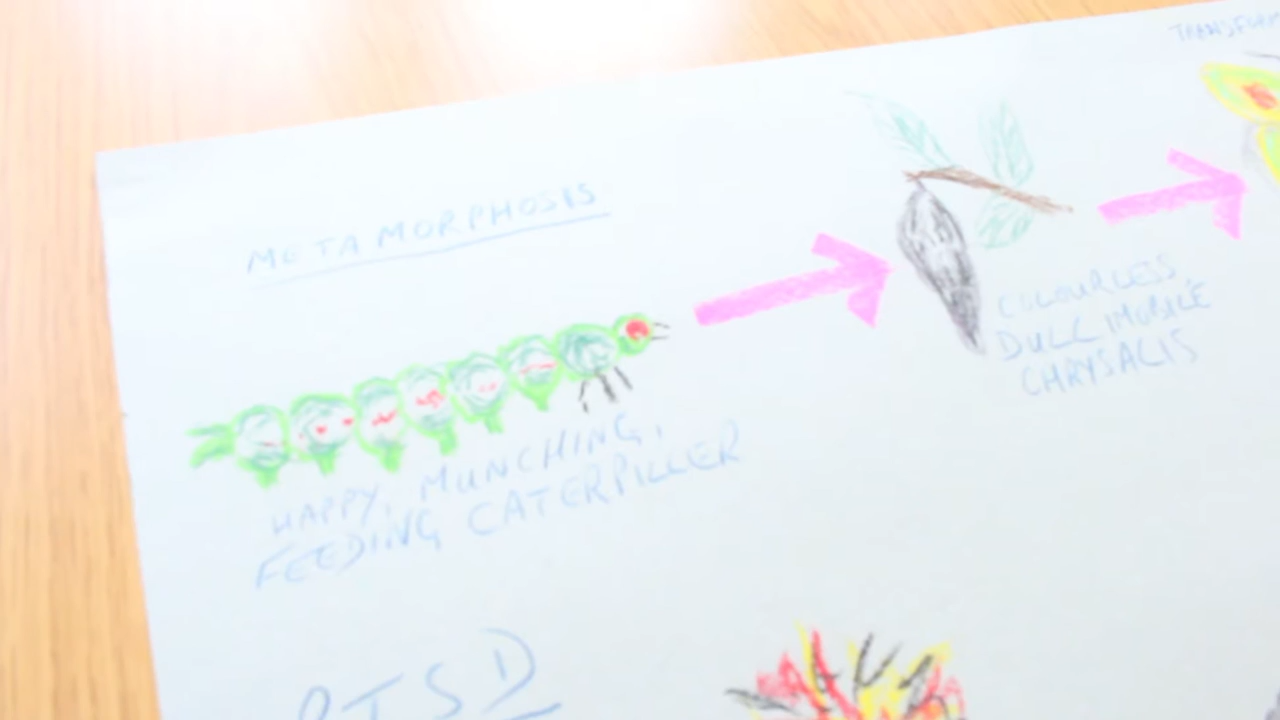 METAMORPHOSIS
HAPPY, MUNCHING,
FEEDING CATERPILLER
COLOURLESS,
DULL IMOBILE
CHRYSALIS
PTSD